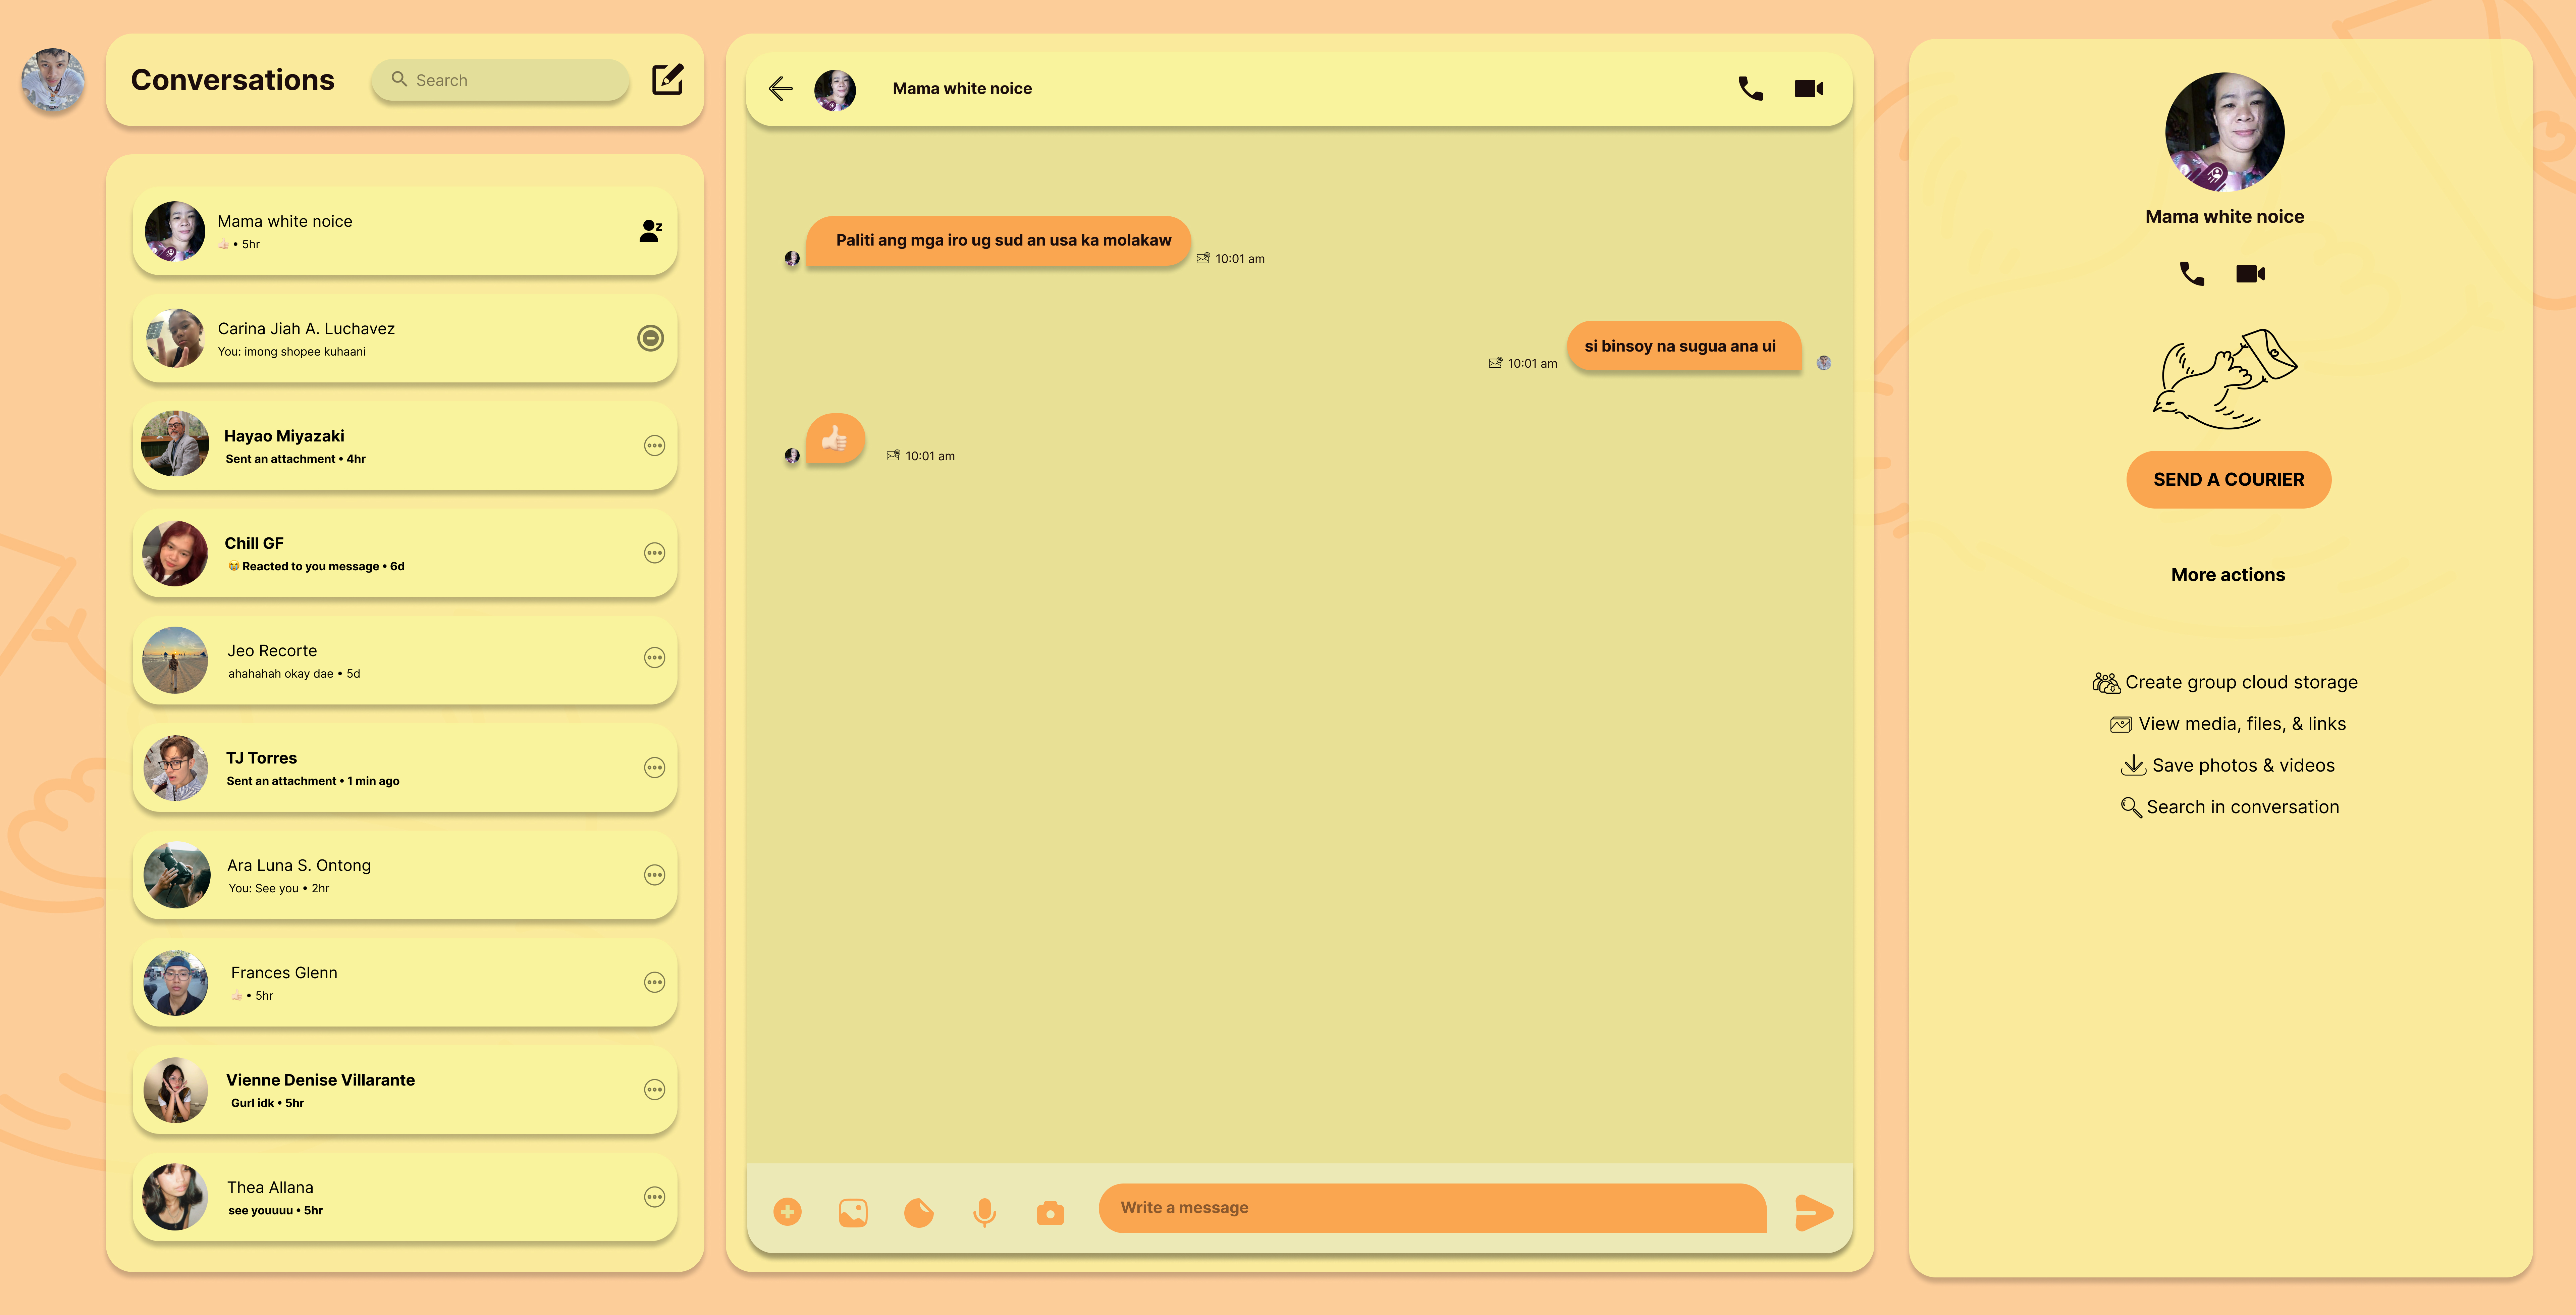 Conversations
Search
Mama white noice
👍🏻 • 5hr
Carina Jiah A. Luchavez
You: imong shopee kuhaani
Hayao Miyazaki
Sent an attachment • 4hr
Chill GF
😹 Reacted to you message • 6d
Jeo Recorte
ahahahah okay dae • 5d
TJ Torres
Sent an attachment • 1 min ago
Ara Luna S. Ontong
You: See you • 2hr
Frances Glenn
👍🏻 • 5hr
Vienne Denise Villarante
Gurl idk • 5hr
Thea Allana
see youuuu • 5hr
Mama white noice
Paliti ang mga iro ug sud an usa ka molakaw
10:01 am
si binsoy na sugua ana ui
10:01 am
👍🏻
10:01 am
Write a message
Mama white noice
SEND A COURIER
More actions
Create group cloud storage
View media, files, & links
Save photos & videos
Search in conversation